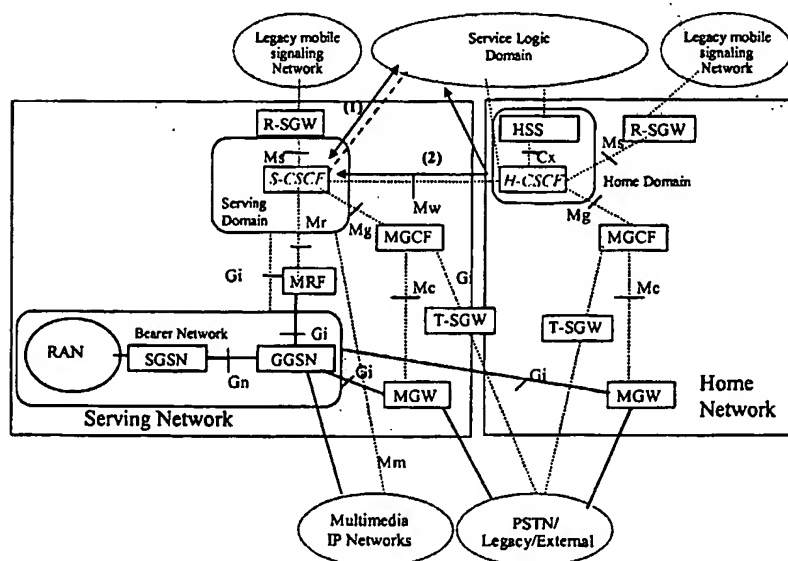 Legacy mobile
signaling
Network
Service Logic
Domain
Legacy mobile
signaling
Network
(1)
R-SGW
HSS
R-SGW
Ms
(2)
Cx
Ms
S-CSCF
H-CSCF
Home Domain
Serving
Domain
Mr
Mw
Mg
Mg
MGCF
MGCF
Gi
MRF
Gi
Mc
Mc
T-SGW
T-SGW
Bearer Network
RAN
SGSN
Gi
GGSN
Gn
Gi
Gi
MGW
MGW
Home
Network
Serving Network
Mm
Multimedia
IP Networks
PSTN/
Legacy/External